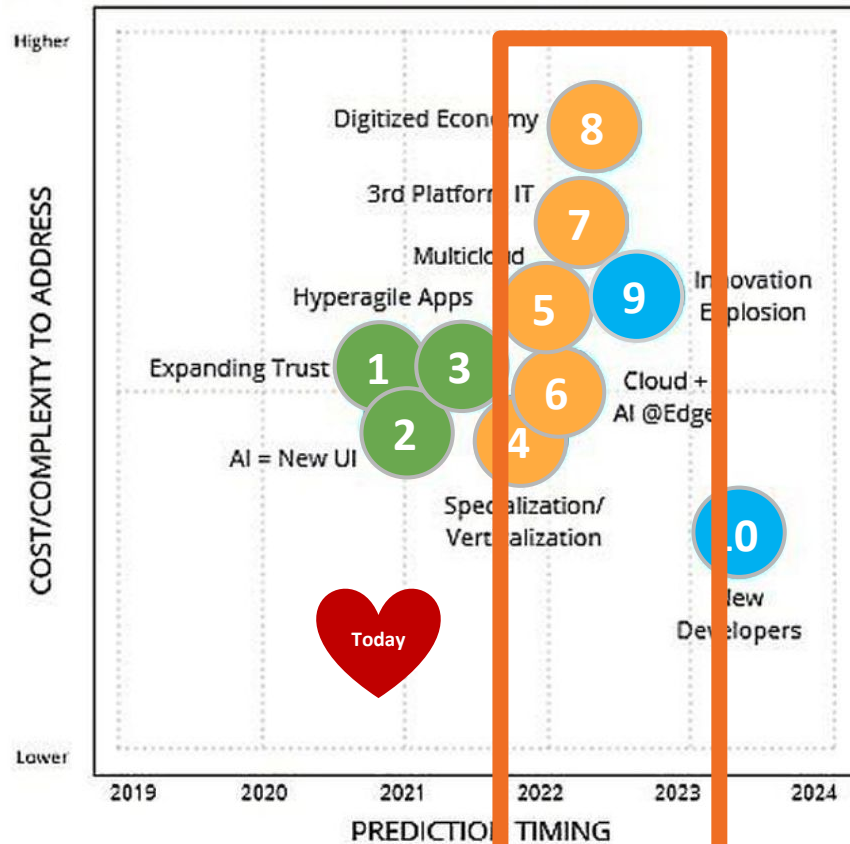 Higher
Digitized Economy
8
3rd Platform IT
7
Multicloud
Hyperagile Apps
5
9
Innovation
Explosion
Expanding Trust
1
3
6
Cloud +
AI @Edge
2
4
AI = New UI
Specialization/
Verticalization
10
New
Developers
Today
COST/COMPLEXITY TO ADDRESS
Lower
2019
2020
2021
2022
2023
2024
PREDICTION TIMING